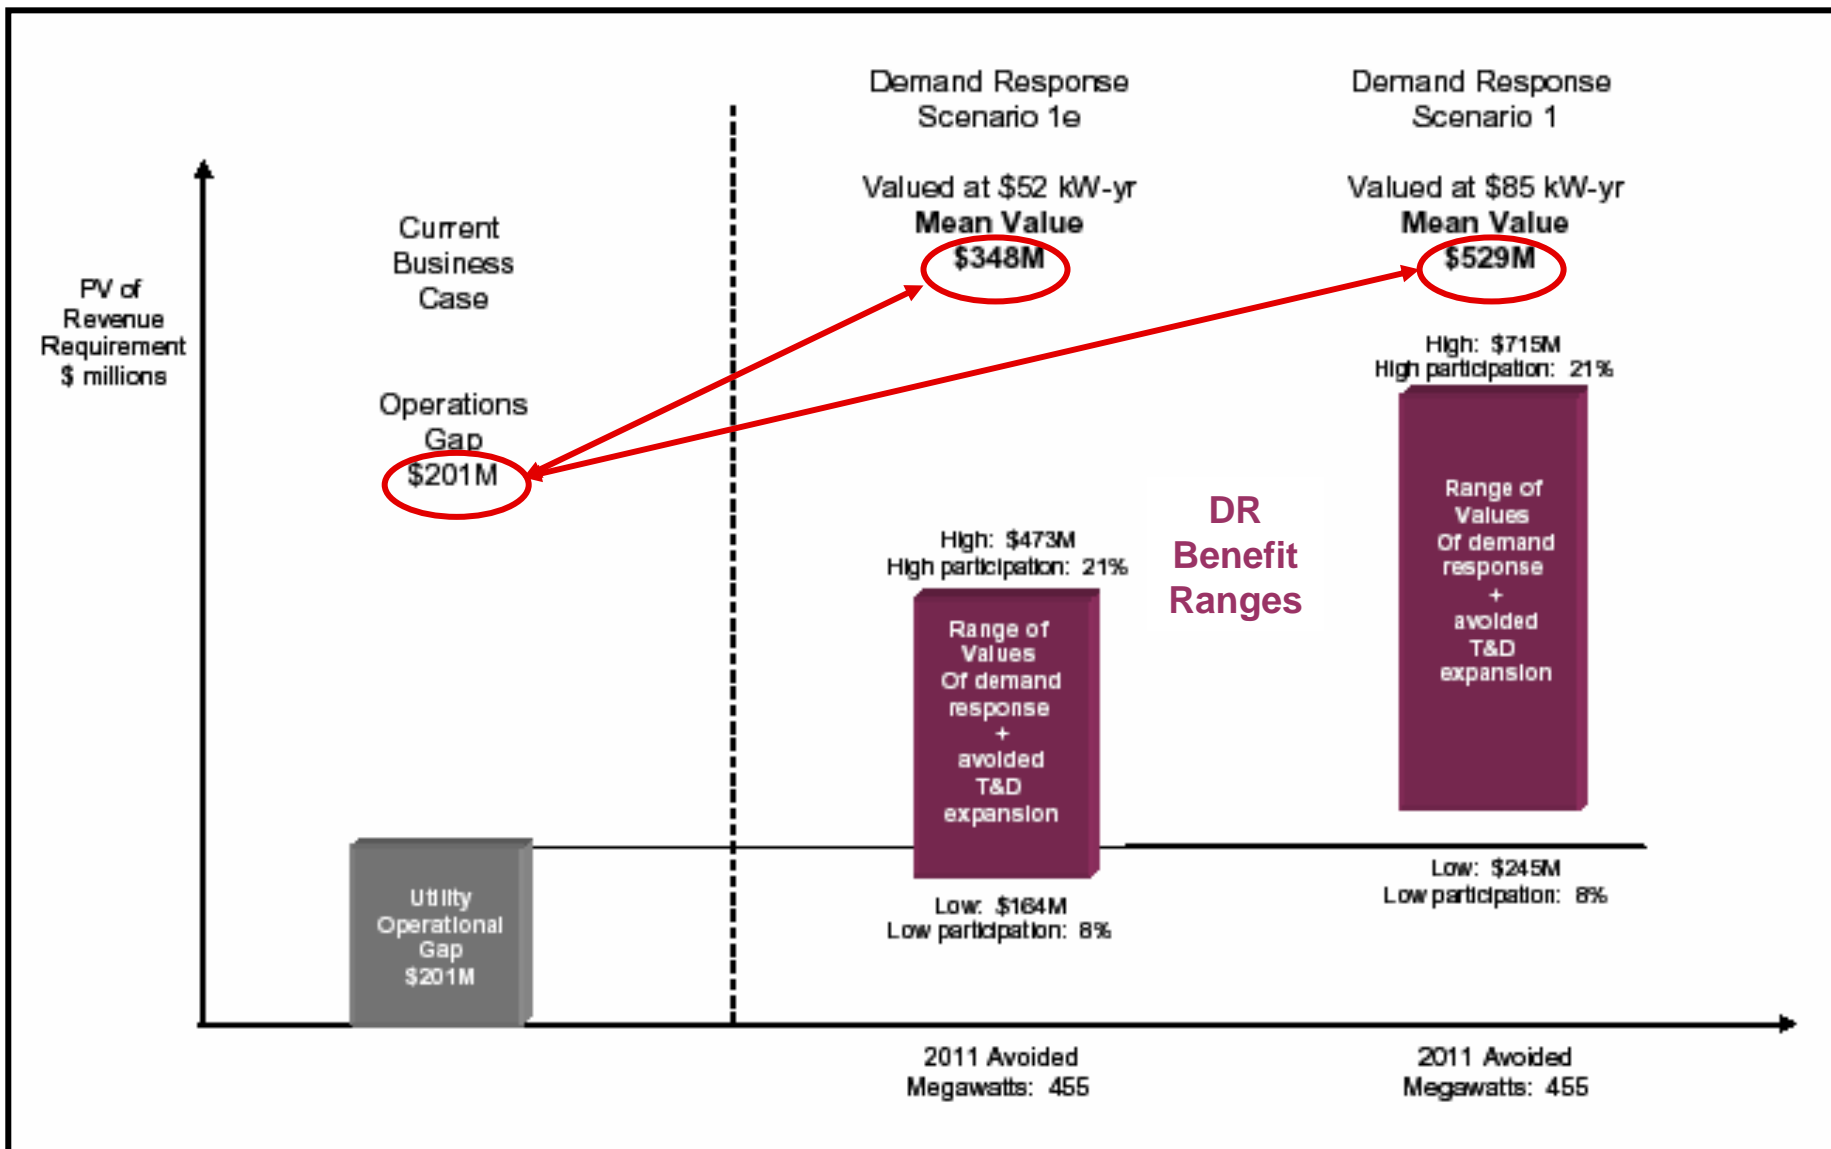 PV of
Revenue
Requirement
$ millions
Current
Business
Case
Operations
Gap
$201M
Utility
Operational
Gap
$201M
Demand Response
Scenario 1e
Valued at $52 kW-yr
Mean Value
$348M
High: $473M
High participation: 21%
Range of
Values
Of demand
response
+
avoided
T&D
expansion
Low: $164M
Low participation: 8%
2011 Avoided
Megawatts: 455
DR
Benefit
Ranges
Demand Response
Scenario 1
Valued at $85 kW-yr
Mean Value
$529M
High: $715M
High participation: 21%
Range of
Values
Of demand
response
+
avoided
T&D
expansion
Low: $245M
Low participation: 8%
2011 Avoided
Megawatts: 455